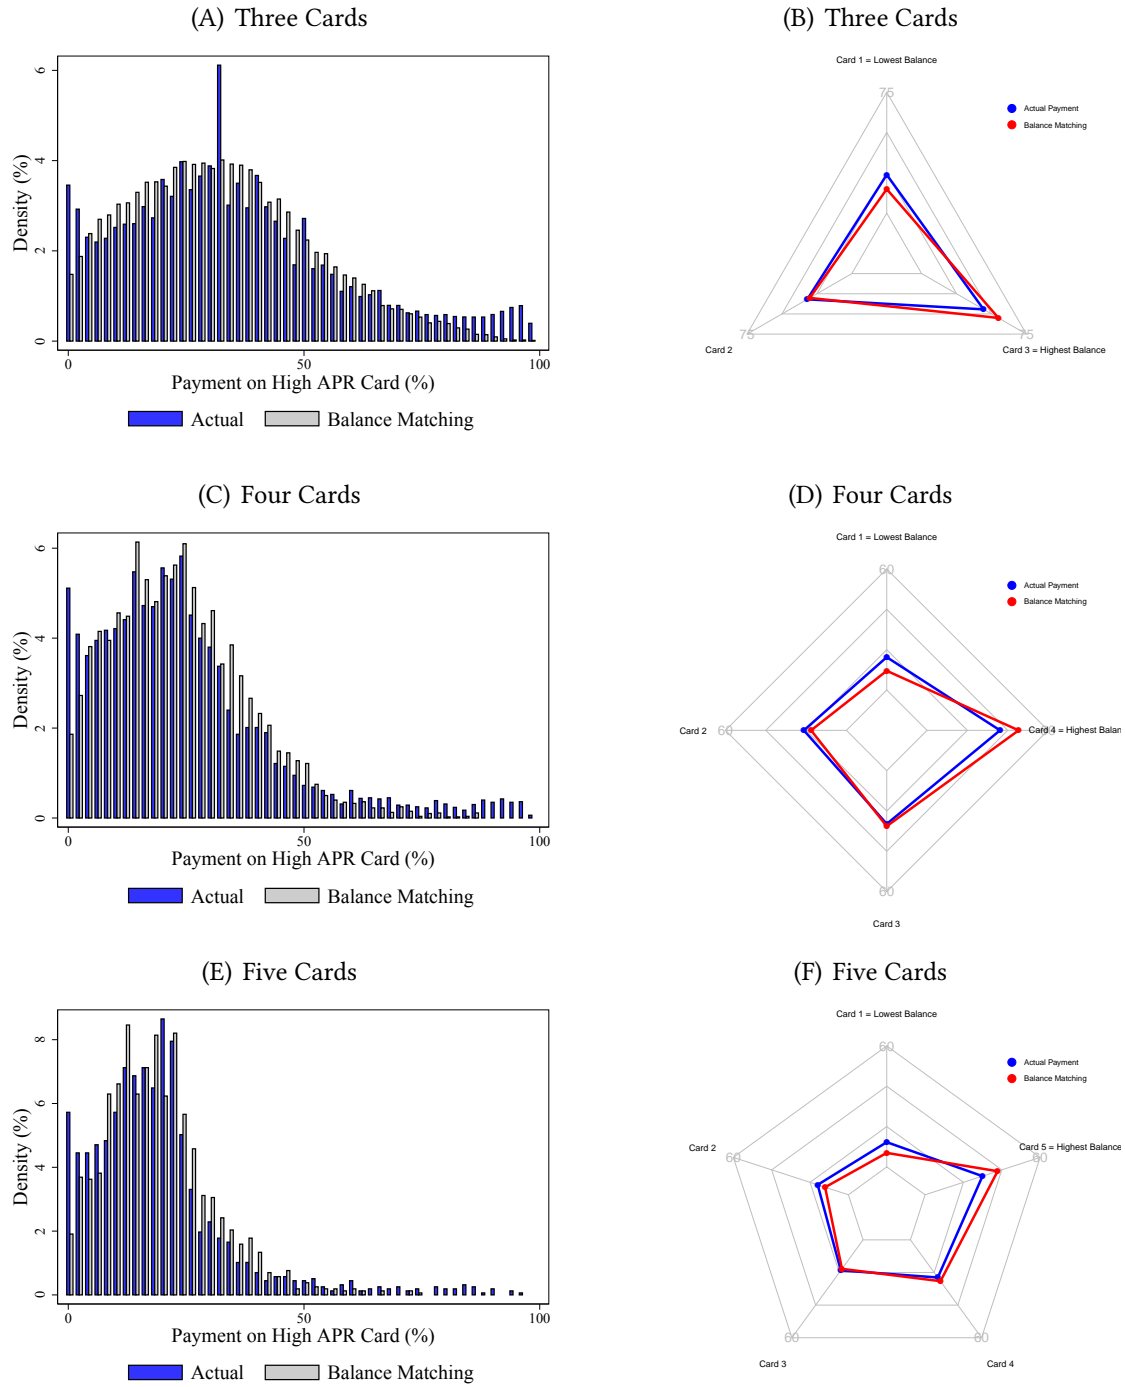 (A) Three Cards
Density (%)
6
4
2
0
0 50 100
Payment on High APR Card (%)
Actual Balance Matching
(B) Three Cards
Card 1 = Lowest Balance
75
Actual Payment
Balance Matching
75 75
Card 2 Card 3 = Highest Balance
(C) Four Cards
Density (%)
6
4
2
0
0 50 100
Payment on High APR Card (%)
Actual Balance Matching
(D) Four Cards
Card 1 = Lowest Balance
60
Actual Payment
Balance Matching
Card 2 60 Card 4 = Highest Balan
60
Card 3
(E) Five Cards
Density (%)
8
6
4
2
0
0 50 100
Payment on High APR Card (%)
Actual Balance Matching
(F) Five Cards
Card 1 = Lowest Balance
60
Actual Payment
Balance Matching
Card 2 60 Card 5 = Highest Balance
60
60 60
Card 3 Card 4